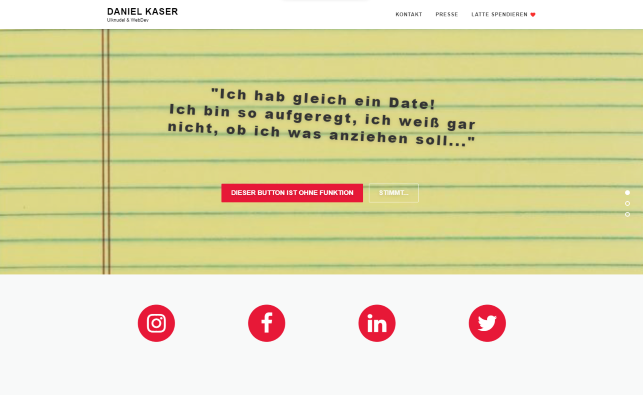 DANIEL KASER
Ulknudel & WebDev
KONTAKT PRESSE LATTE SPENDIEREN
"Ich hab gleich ein Date!
Ich bin so aufgeregt, ich weiß gar
nicht, ob ich was anziehen soll..."
DIESER BUTTON IST OHNE FUNKTION STIMMT...